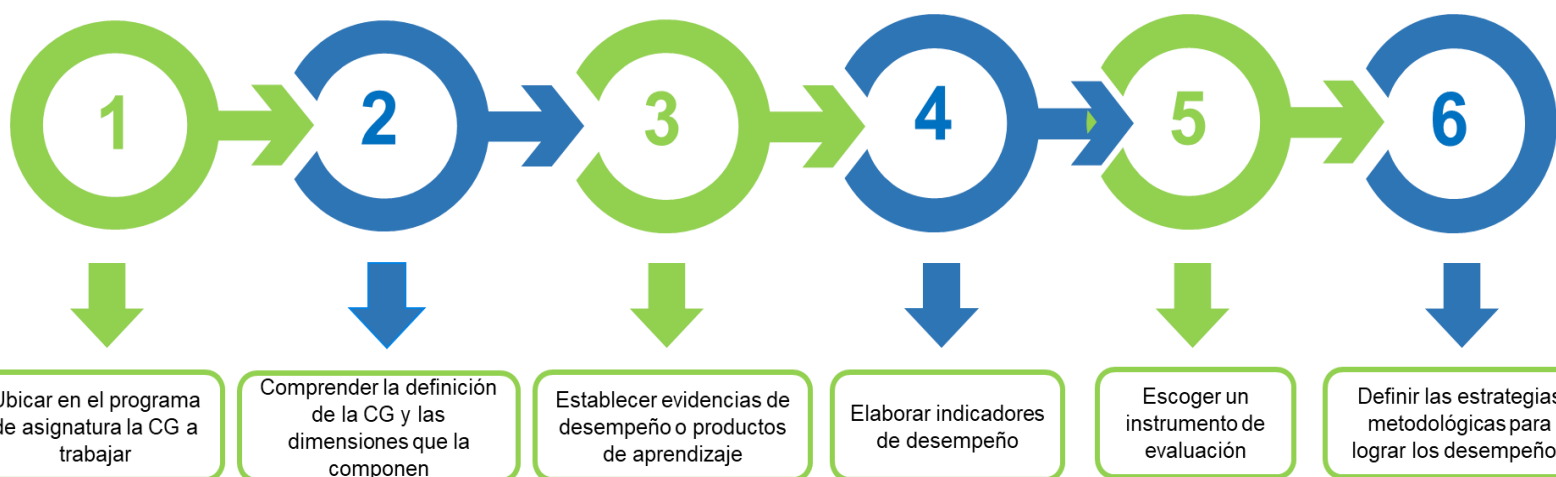 1
2
3
4
5
6
Ubicar en el programa
de asignatura la CG a
trabajar
Comprender la definición
de la CG y las
dimensiones que la
componen
Establecer evidencias de
desempeño o productos
de aprendizaje
Elaborar indicadores
de desempeño
Escoger un
instrumento de
evaluación
Definir las estrategias
metodológicas para
lograr los desempeño